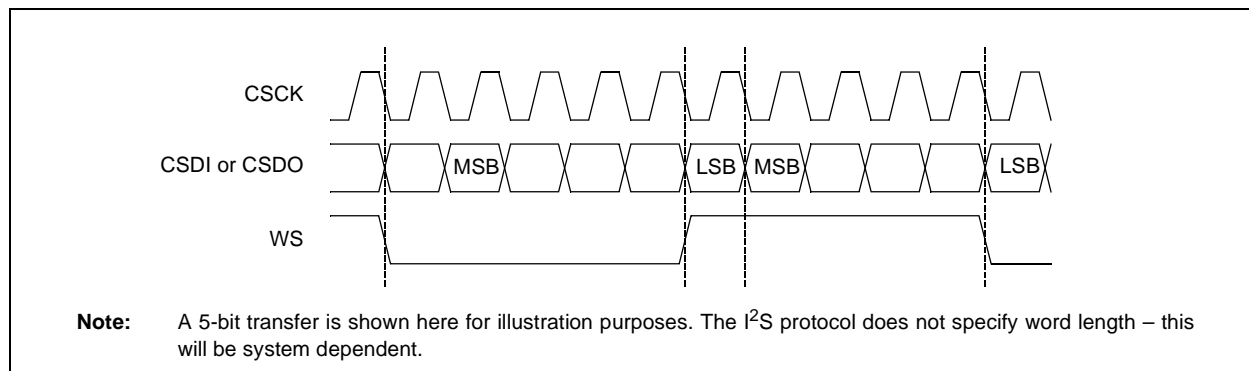 CSCK
CSDI or CSDO
MSB
LSB
MSB
LSB
WS
Note: A 5-bit transfer is shown here for illustration purposes. The I²S protocol does not specify word length – this
will be system dependent.